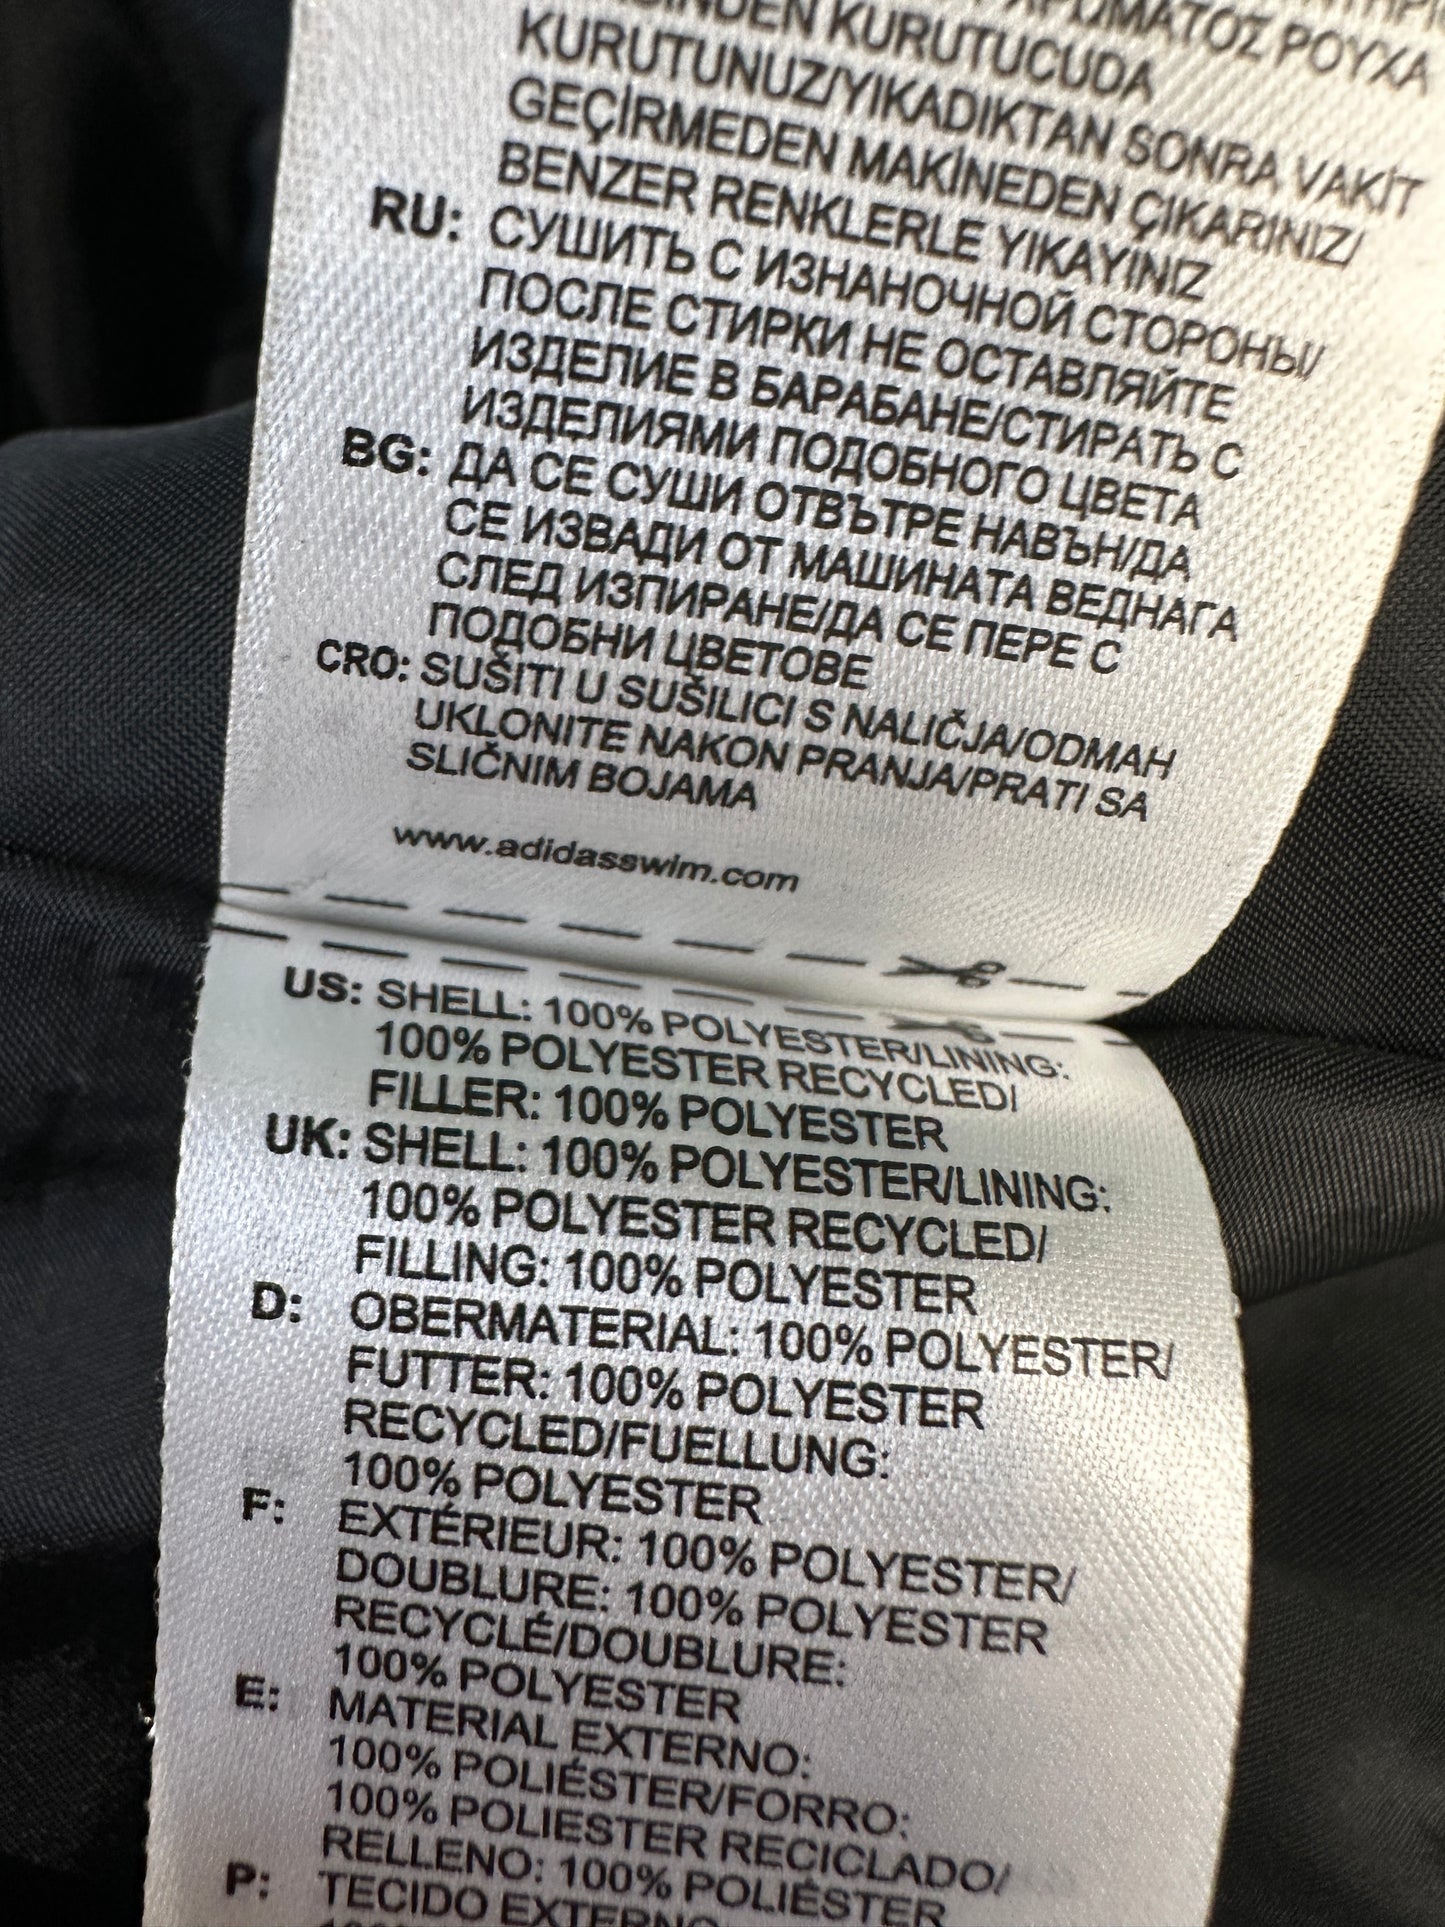 ΧΡΩΜΑΤΟΣ ΡΟΥΧΑ
KURUTUCUDA
KURUTUNUZ/YIKADIKTAN SONRA VAKİT
GEÇİRMEDEN MAKİNEDEN ÇIKARINIZ/
BENZER RENKLERLE YIKAYINIZ
RU: СУШИТЬ С ИЗНАНОЧНОЙ СТОРОНЫ/
ПОСЛЕ СТИРКИ НЕ ОСТАВЛЯЙТЕ
ИЗДЕЛИЕ В БАРАБАНЕ/СТИРАТЬ С
ИЗДЕЛИЯМИ ПОДОБНОГО ЦВЕТА
BG: ДА СЕ СУШИ ОТВЪТРЕ НАВЪН/ДА
СЕ ИЗВАДИ ОТ МАШИНАТА ВЕДНАГА
СЛЕД ИЗПИРАНЕ/ДА СЕ ПЕРЕ С
ПОДОБНИ ЦВЕТОВЕ
CRO: SUŠITI U SUŠILICI S NALIČJA/ODMAH
UKLONITE NAKON PRANJA/PRATI SA
SLIČNIM BOJAMA
www.adidasswim.com
US: SHELL: 100% POLYESTER/LINING:
100% POLYESTER RECYCLED/
FILLER: 100% POLYESTER
UK: SHELL: 100% POLYESTER/LINING:
100% POLYESTER RECYCLED/
FILLING: 100% POLYESTER
D: OBERMATERIAL: 100% POLYESTER/
FUTTER: 100% POLYESTER
RECYCLED/FUELLUNG:
100% POLYESTER
F: EXTÉRIEUR: 100% POLYESTER/
DOUBLURE: 100% POLYESTER
RECYCLÉ/DOUBLURE:
100% POLYESTER
E: MATERIAL EXTERNO:
100% POLIÉSTER/FORRO:
100% POLIESTER RECICLADO/
RELLENO: 100% POLIÉSTER
P: TECIDO EXTERNO